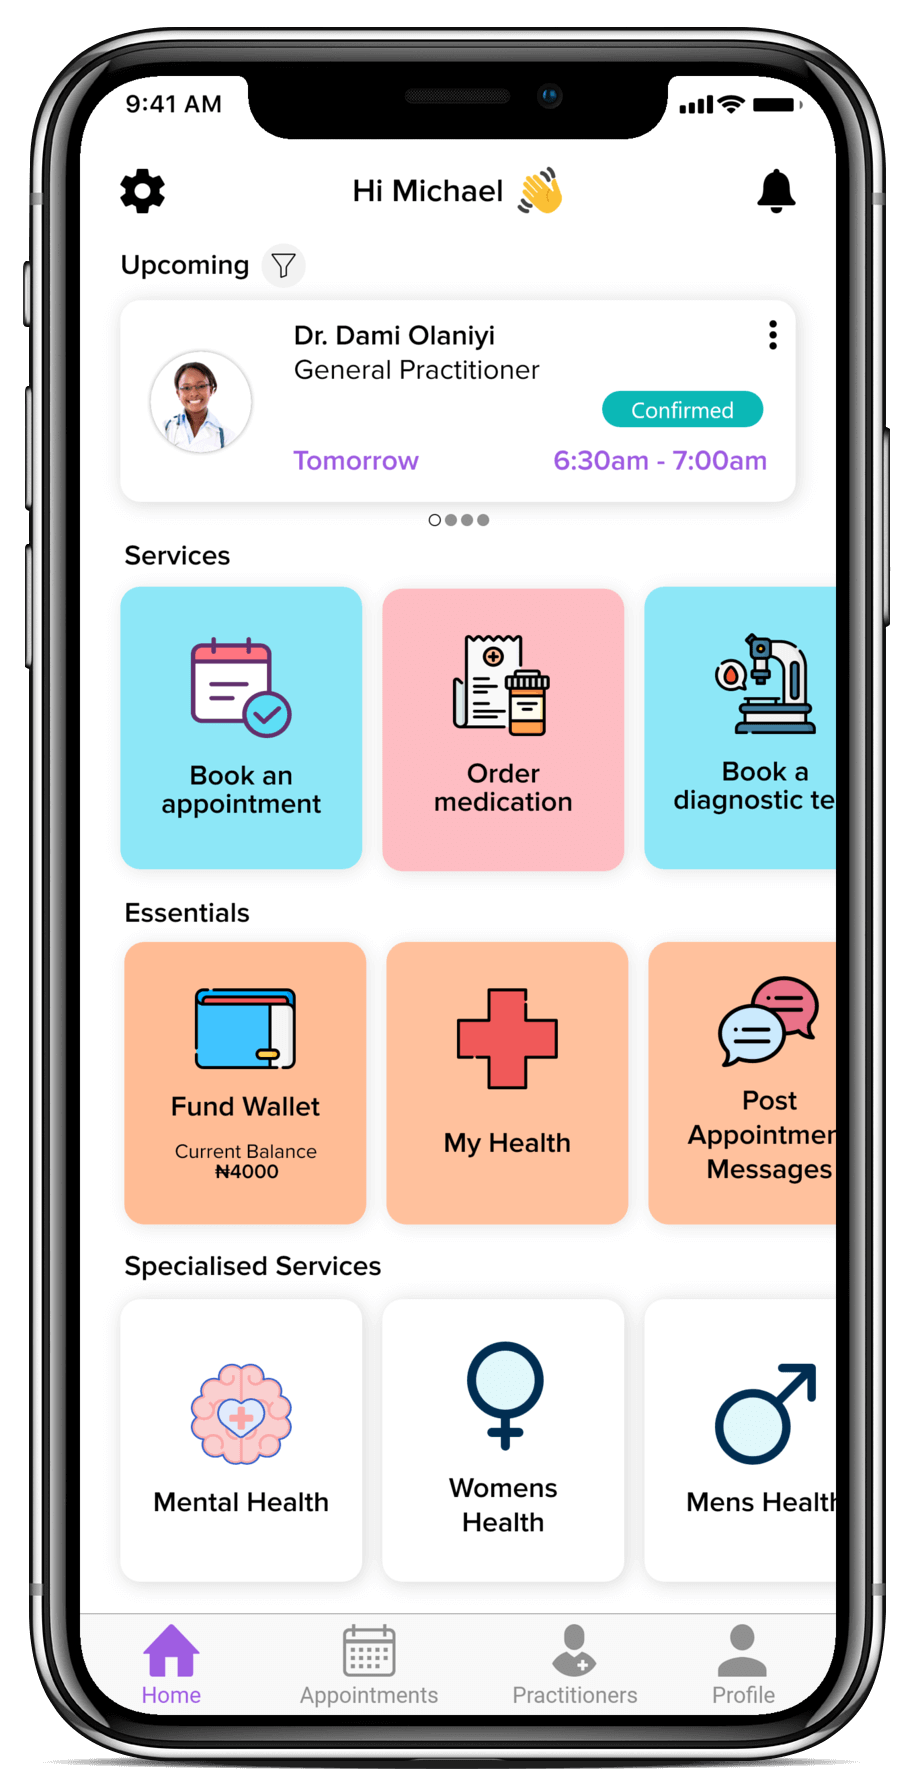 9:41 AM
Hi Michael
Upcoming
Dr. Dami Olaniyi
General Practitioner
Confirmed
Tomorrow 6:30am - 7:00am
Services
Book an
appointment
Order
medication
Book a
diagnostic te
Essentials
Fund Wallet
Current Balance
₦4000
My Health
Post
Appointmen
Messages
Specialised Services
Mental Health
Womens
Health
Mens Health
Home Appointments Practitioners Profile